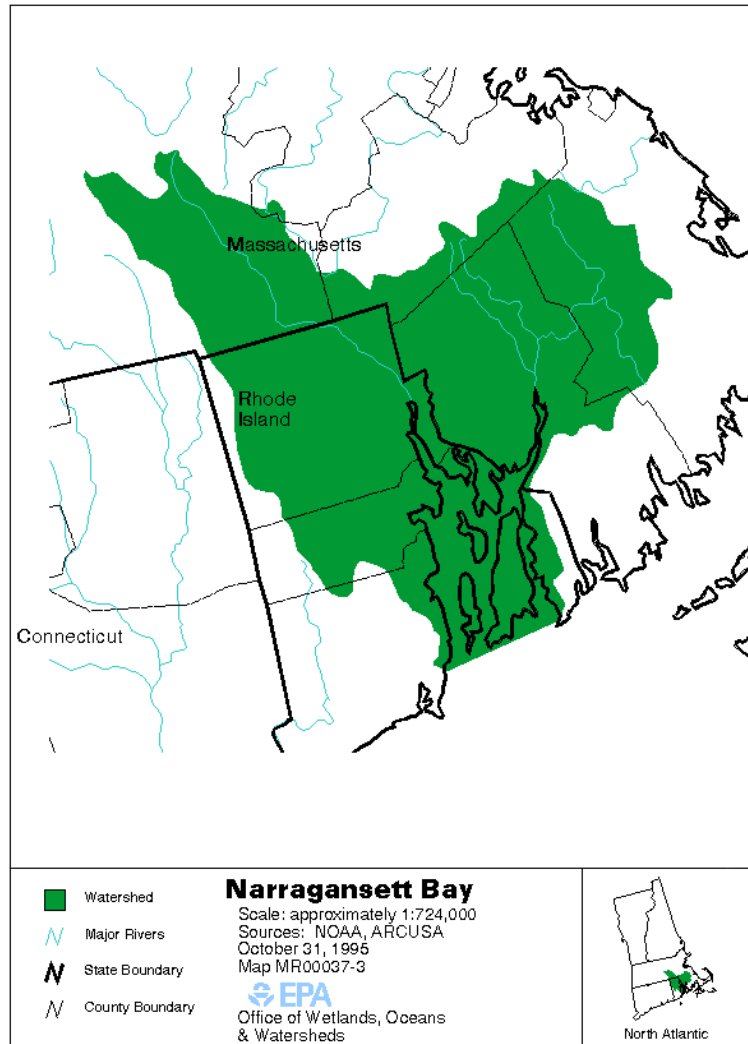 Massachusetts
Rhode
Island
Connecticut
Watershed
Major Rivers
State Boundary
County Boundary
Narragansett Bay
Scale: approximately 1:724,000
Sources: NOAA, ARCUSA
October 31, 1995
Map MR00037-3
EPA
Office of Wetlands, Oceans
& Watersheds
North Atlantic